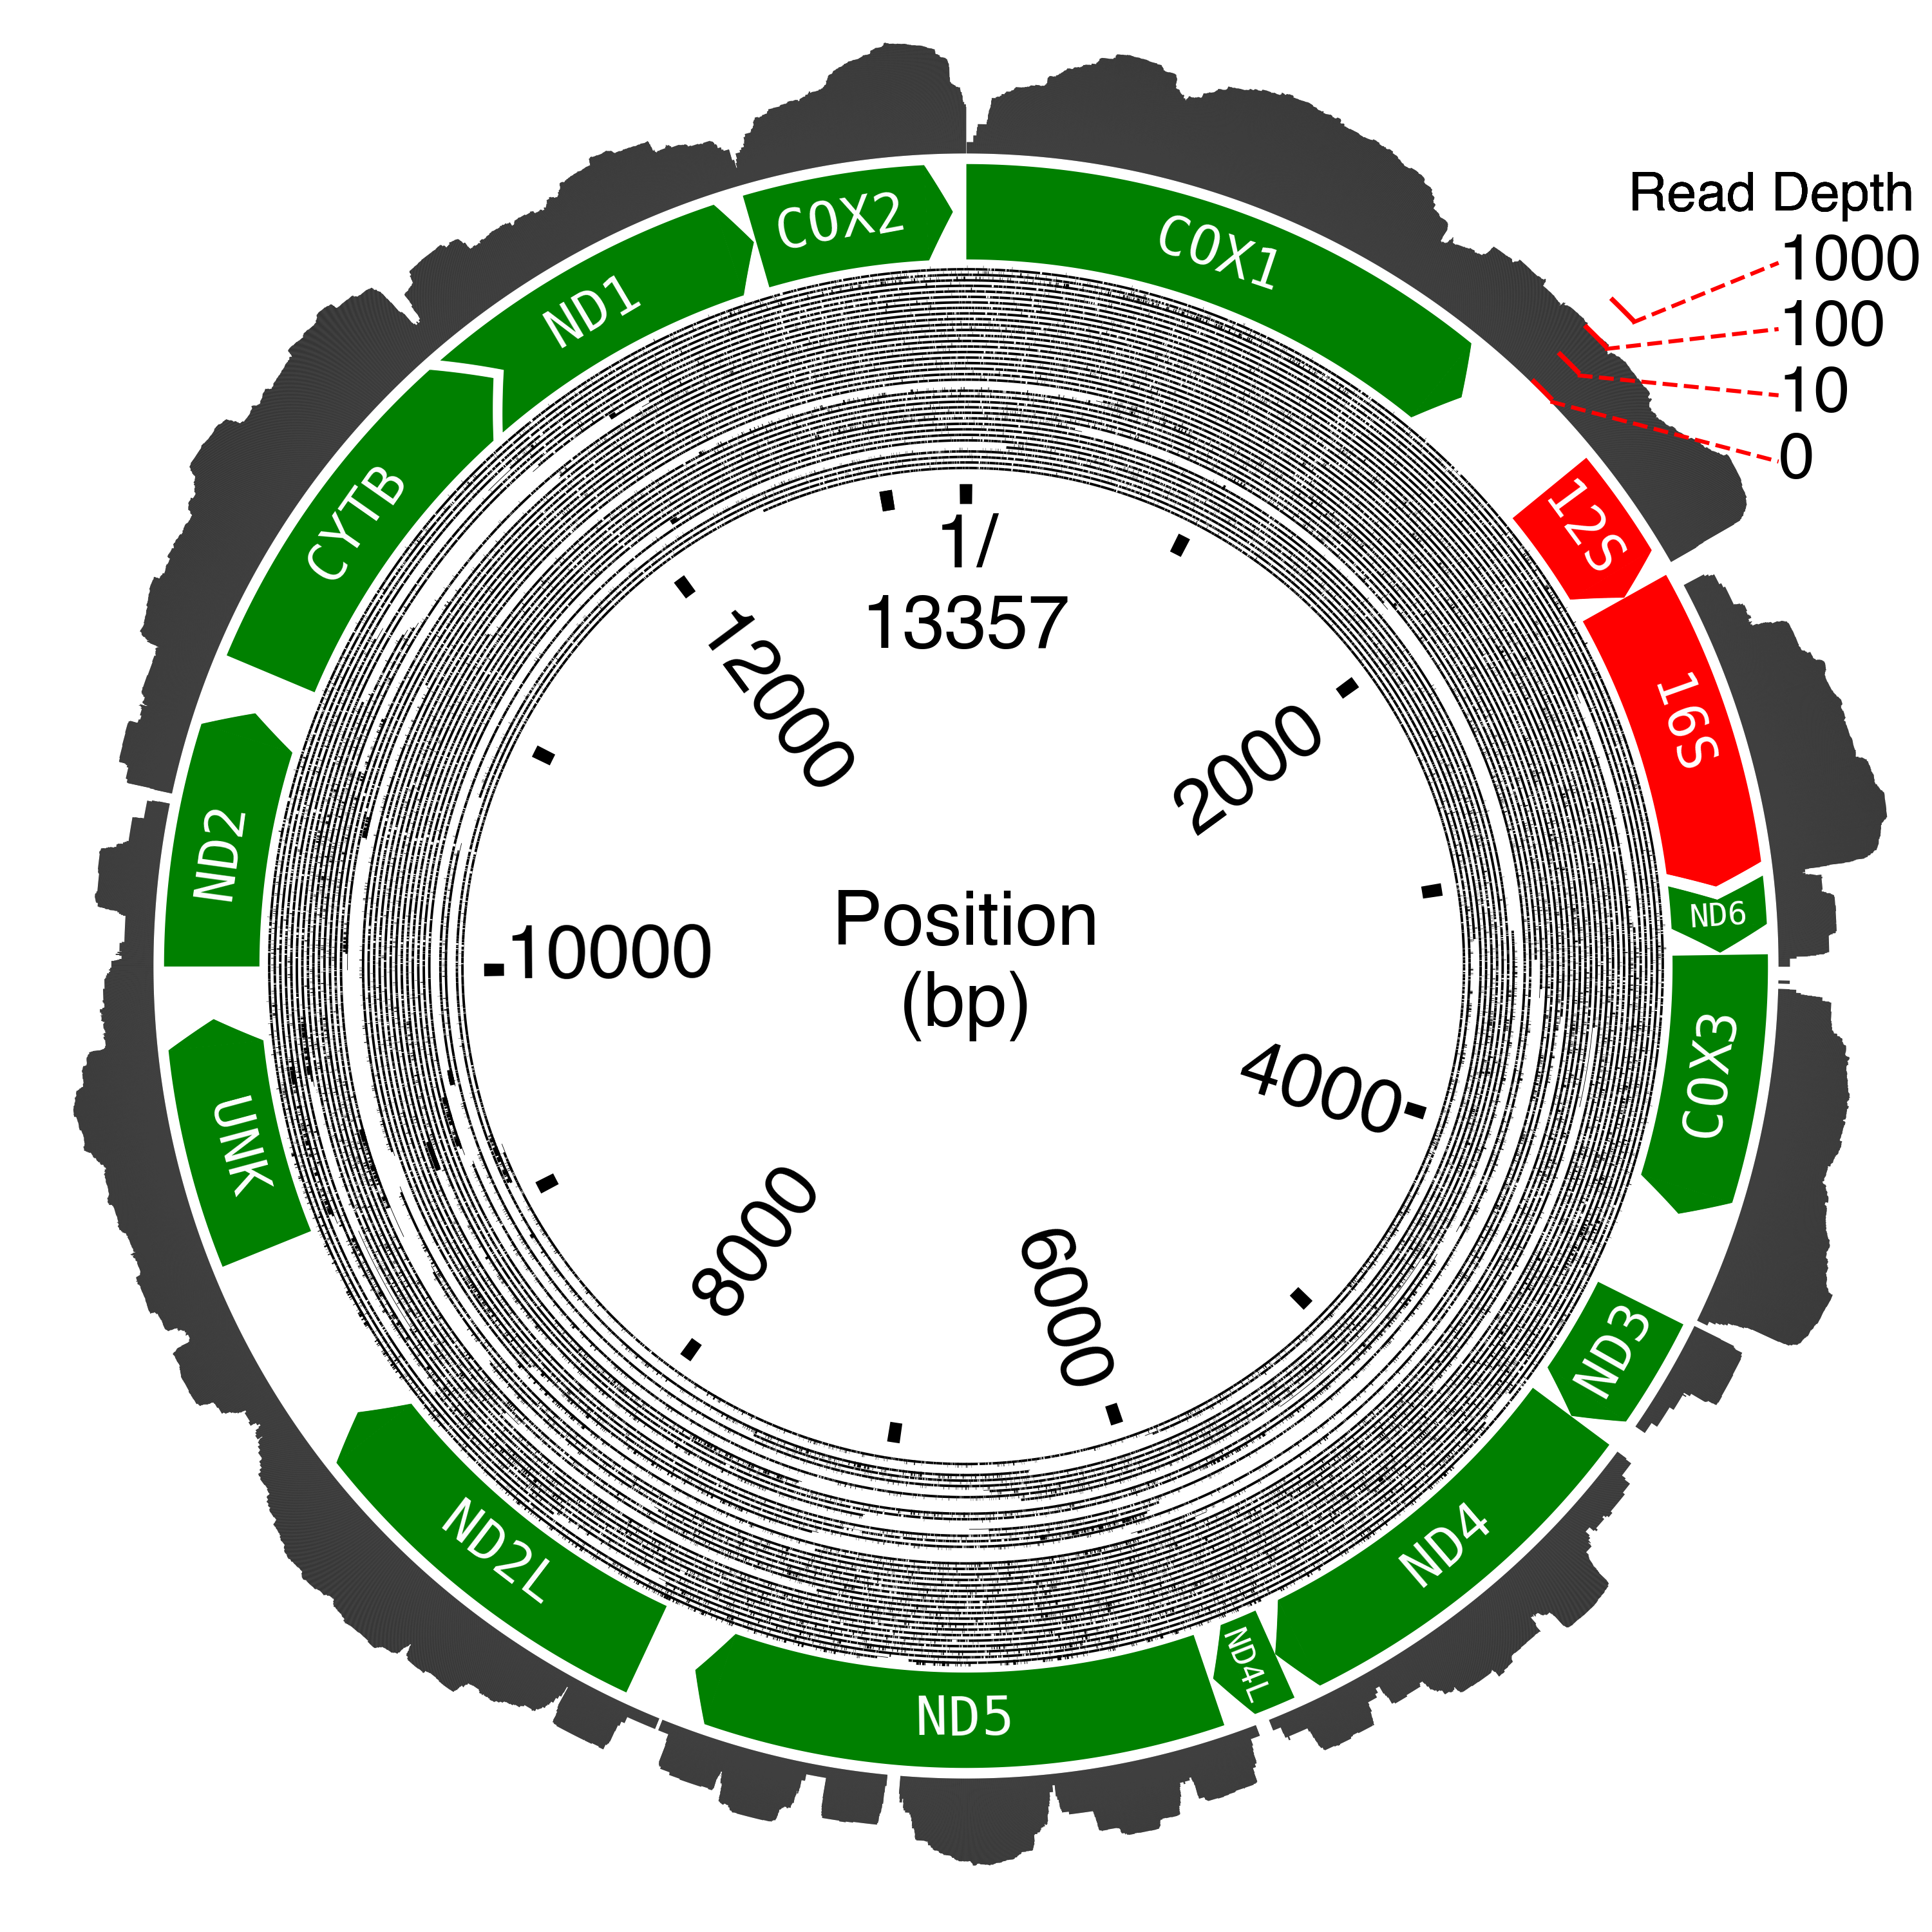 Read Depth
1000
100
10
0
COX1
12S
16S
ND6
COX3
ND3
ND4
ND4L
ND5
ND2L
UNK
ND2
CYTB
ND1
COX2
1/
13357
2000
4000
6000
8000
10000
12000
Position
(bp)